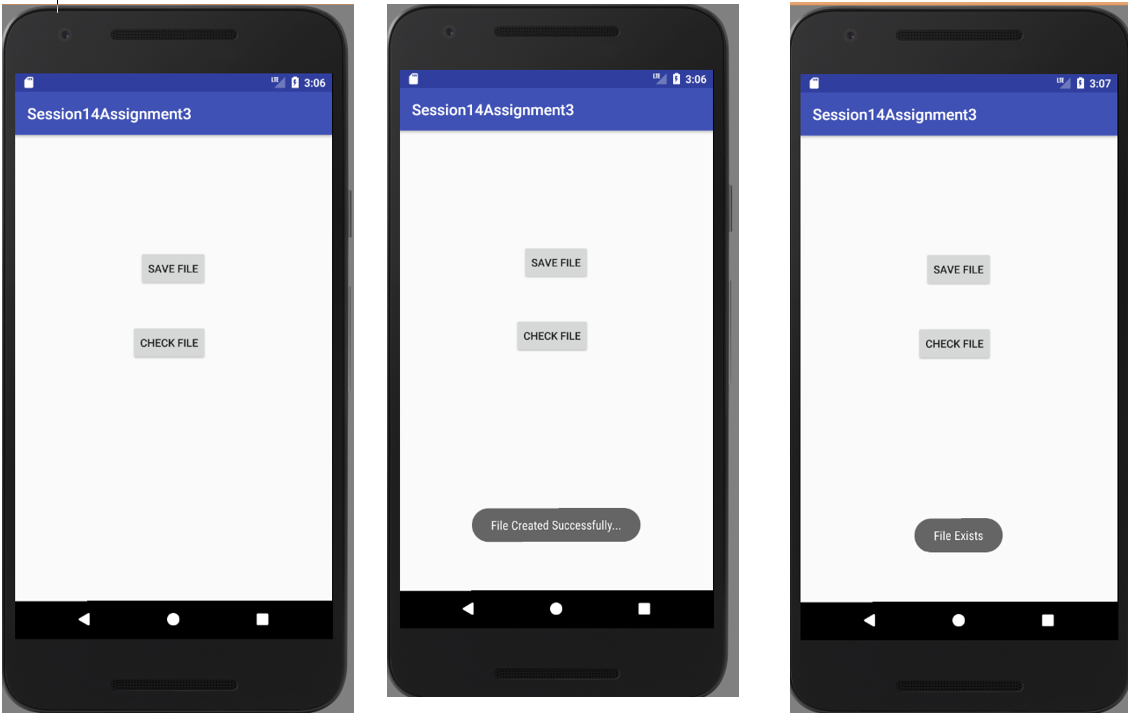 LTE 3:06
Session14Assignment3
SAVE FILE
CHECK FILE
LTE 3:06
Session14Assignment3
SAVE FILE
CHECK FILE
File Created Successfully...
LTE 3:07
Session14Assignment3
SAVE FILE
CHECK FILE
File Exists